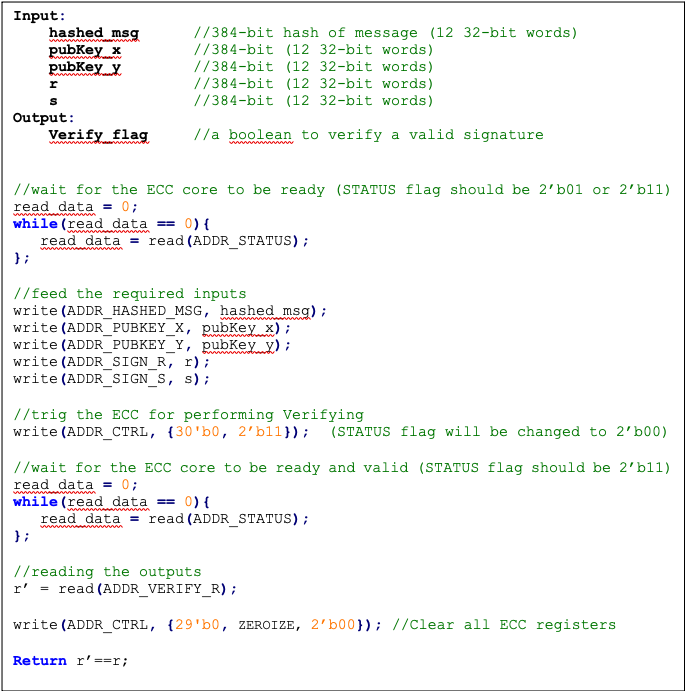 Input:
hashed_msg //384-bit hash of message (12 32-bit words)
pubKey_x //384-bit (12 32-bit words)
pubKey_y //384-bit (12 32-bit words)
r //384-bit (12 32-bit words)
s //384-bit (12 32-bit words)
Output:
Verify_flag //a boolean to verify a valid signature
//wait for the ECC core to be ready (STATUS flag should be 2’b01 or 2’b11)
read_data = 0;
while(read_data == 0){
read_data = read(ADDR_STATUS);
};
//feed the required inputs
write(ADDR_HASHED_MSG, hashed_msg);
write(ADDR_PUBKEY_X, pubKey_x);
write(ADDR_PUBKEY_Y, pubKey_y);
write(ADDR_SIGN_R, r);
write(ADDR_SIGN_S, s);
//trig the ECC for performing Verifying
write(ADDR_CTRL, {30'b0, 2’b11}); (STATUS flag will be changed to 2’b00)
//wait for the ECC core to be ready and valid (STATUS flag should be 2’b11)
read_data = 0;
while(read_data == 0){
read_data = read(ADDR_STATUS);
};
//reading the outputs
r’ = read(ADDR_VERIFY_R);
write(ADDR_CTRL, {29'b0, ZEROIZE, 2’b00}); //Clear all ECC registers
Return r’==r;